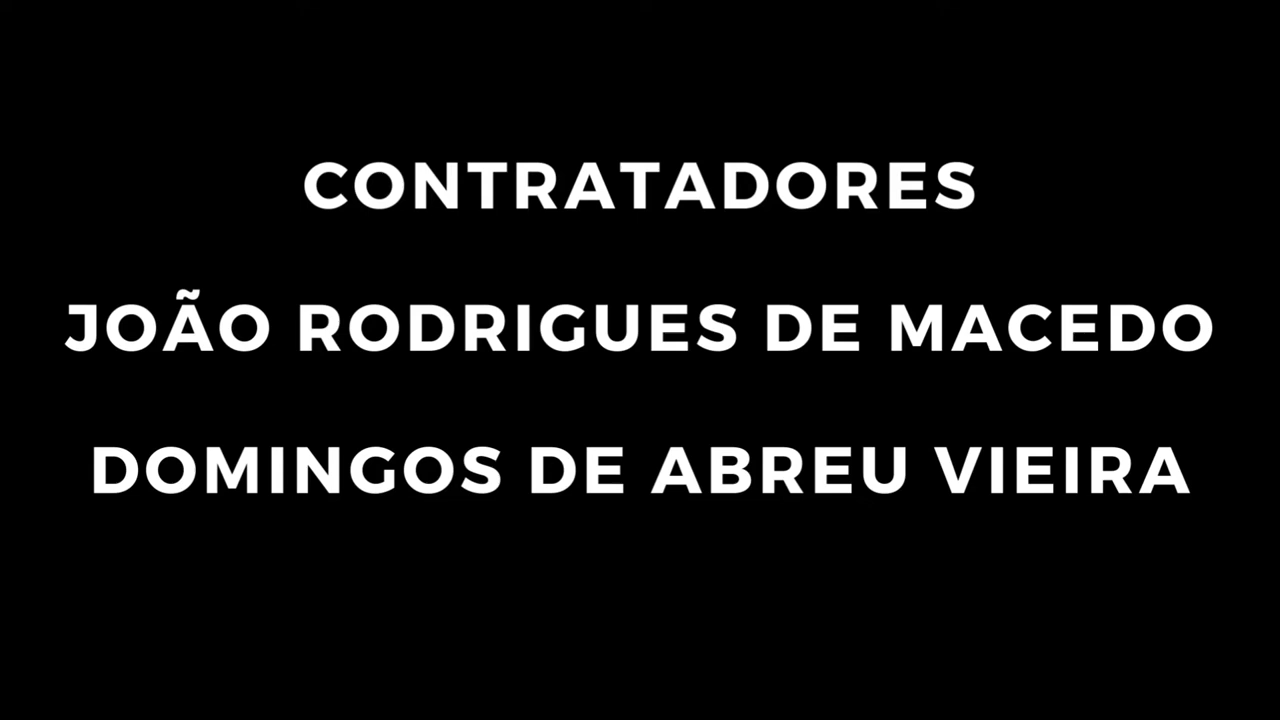 CONTRATADORES
JOÃO RODRIGUES DE MACEDO
DOMINGOS DE ABREU VIEIRA